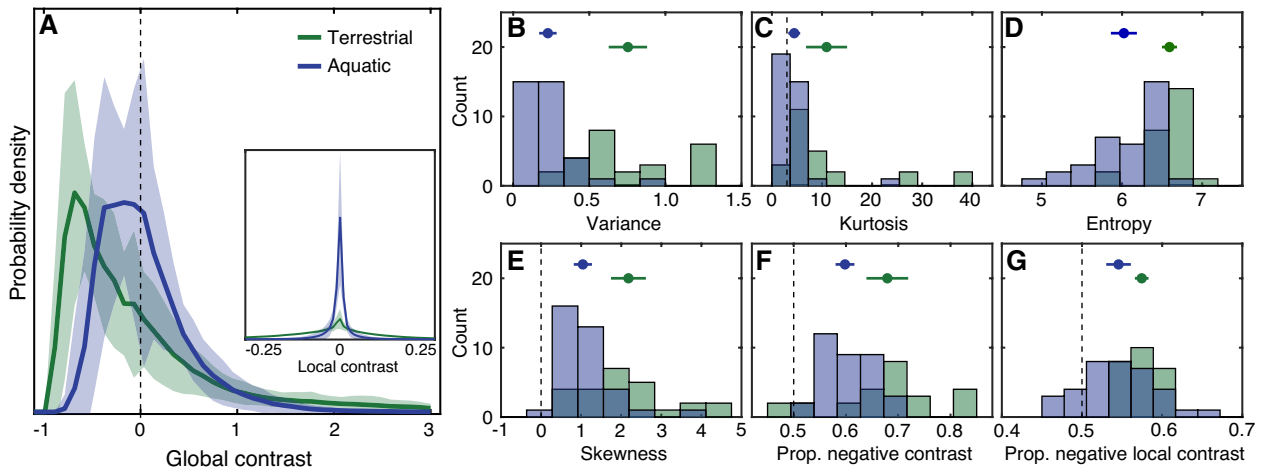 A
Terrestrial
Aquatic
Probability density
-1 0 1 2 3
Global contrast
-0.25 0 0.25
Local contrast
B
Count
20
10
0
0 0.5 1.0 1.5
Variance
C
0 10 20 30 40
Kurtosis
D
5 6 7
Entropy
E
Count
20
10
0
-1 0 1 2 3 4 5
Skewness
F
0.5 0.6 0.7 0.8
Prop. negative contrast
G
0.4 0.5 0.6 0.7
Prop. negative local contrast